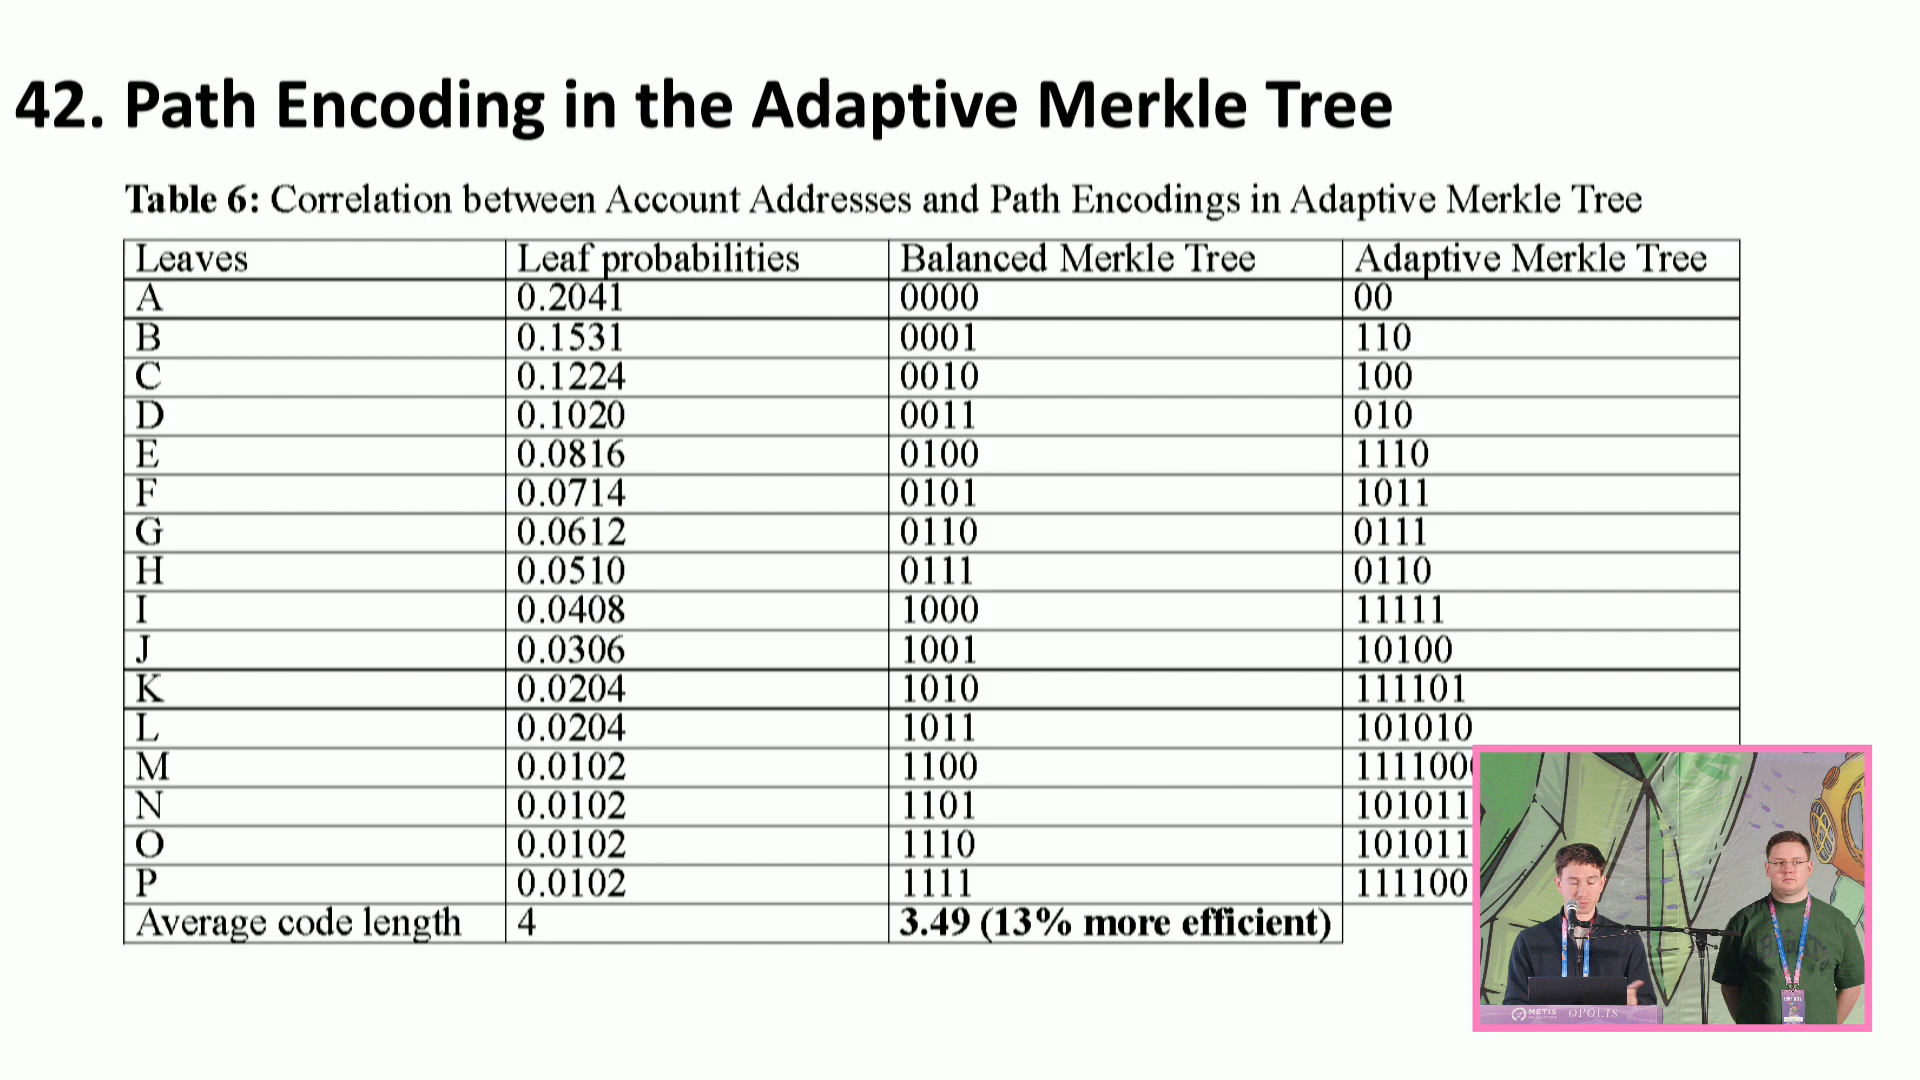 42. Path Encoding in the Adaptive Merkle Tree
Table 6: Correlation between Account Addresses and Path Encodings in Adaptive Merkle Tree
Leaves Leaf probabilities Balanced Merkle Tree Adaptive Merkle Tree
A 0.2041 0000 00
B 0.1531 0001 110
C 0.1224 0010 100
D 0.1020 0011 010
E 0.0816 0100 1110
F 0.0714 0101 1011
G 0.0612 0110 0111
H 0.0510 0111 0110
I 0.0408 1000 11111
J 0.0306 1001 10100
K 0.0204 1010 111101
L 0.0204 1011 101010
M 0.0102 1100
N 0.0102 1101 101011
O 0.0102 1110 101011
P 0.0102 1111 111100
Average code length 4 3.49 (13% more efficient)
METIS OPOLIS